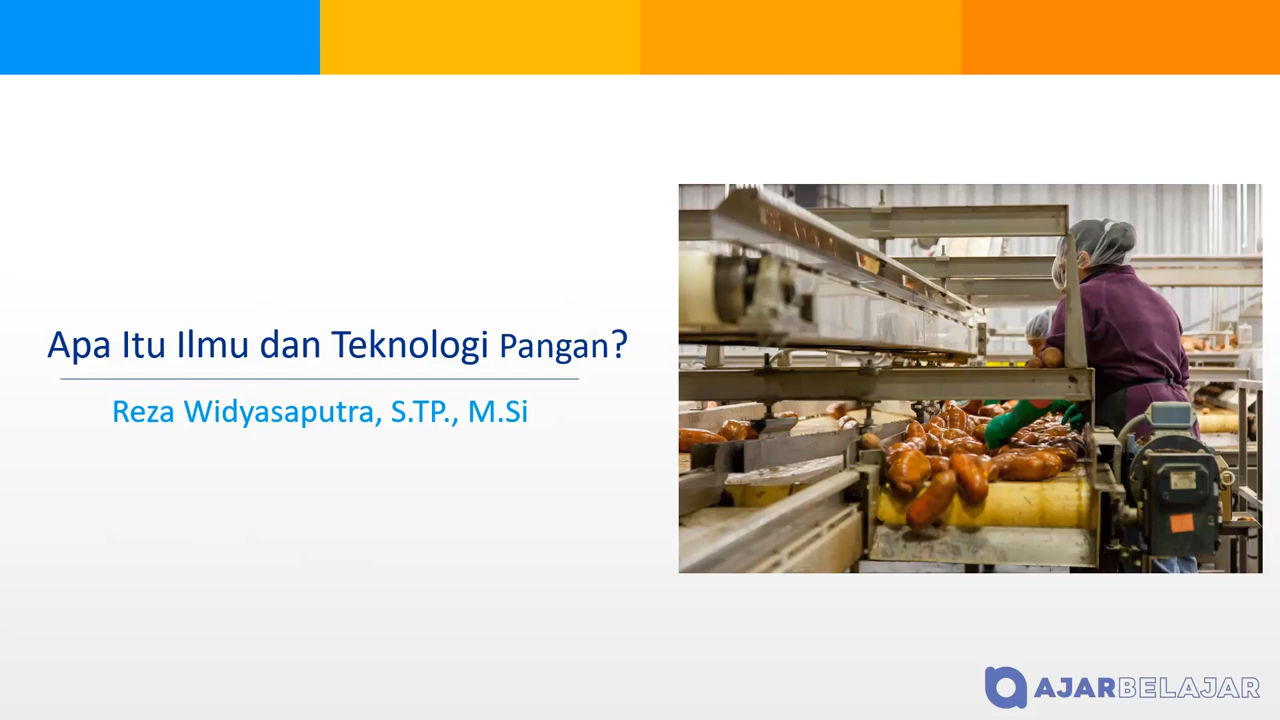 Apa Itu Ilmu dan Teknologi Pangan?
Reza Widyasaputra, S.TP., M.Si
AJARBELAJAR